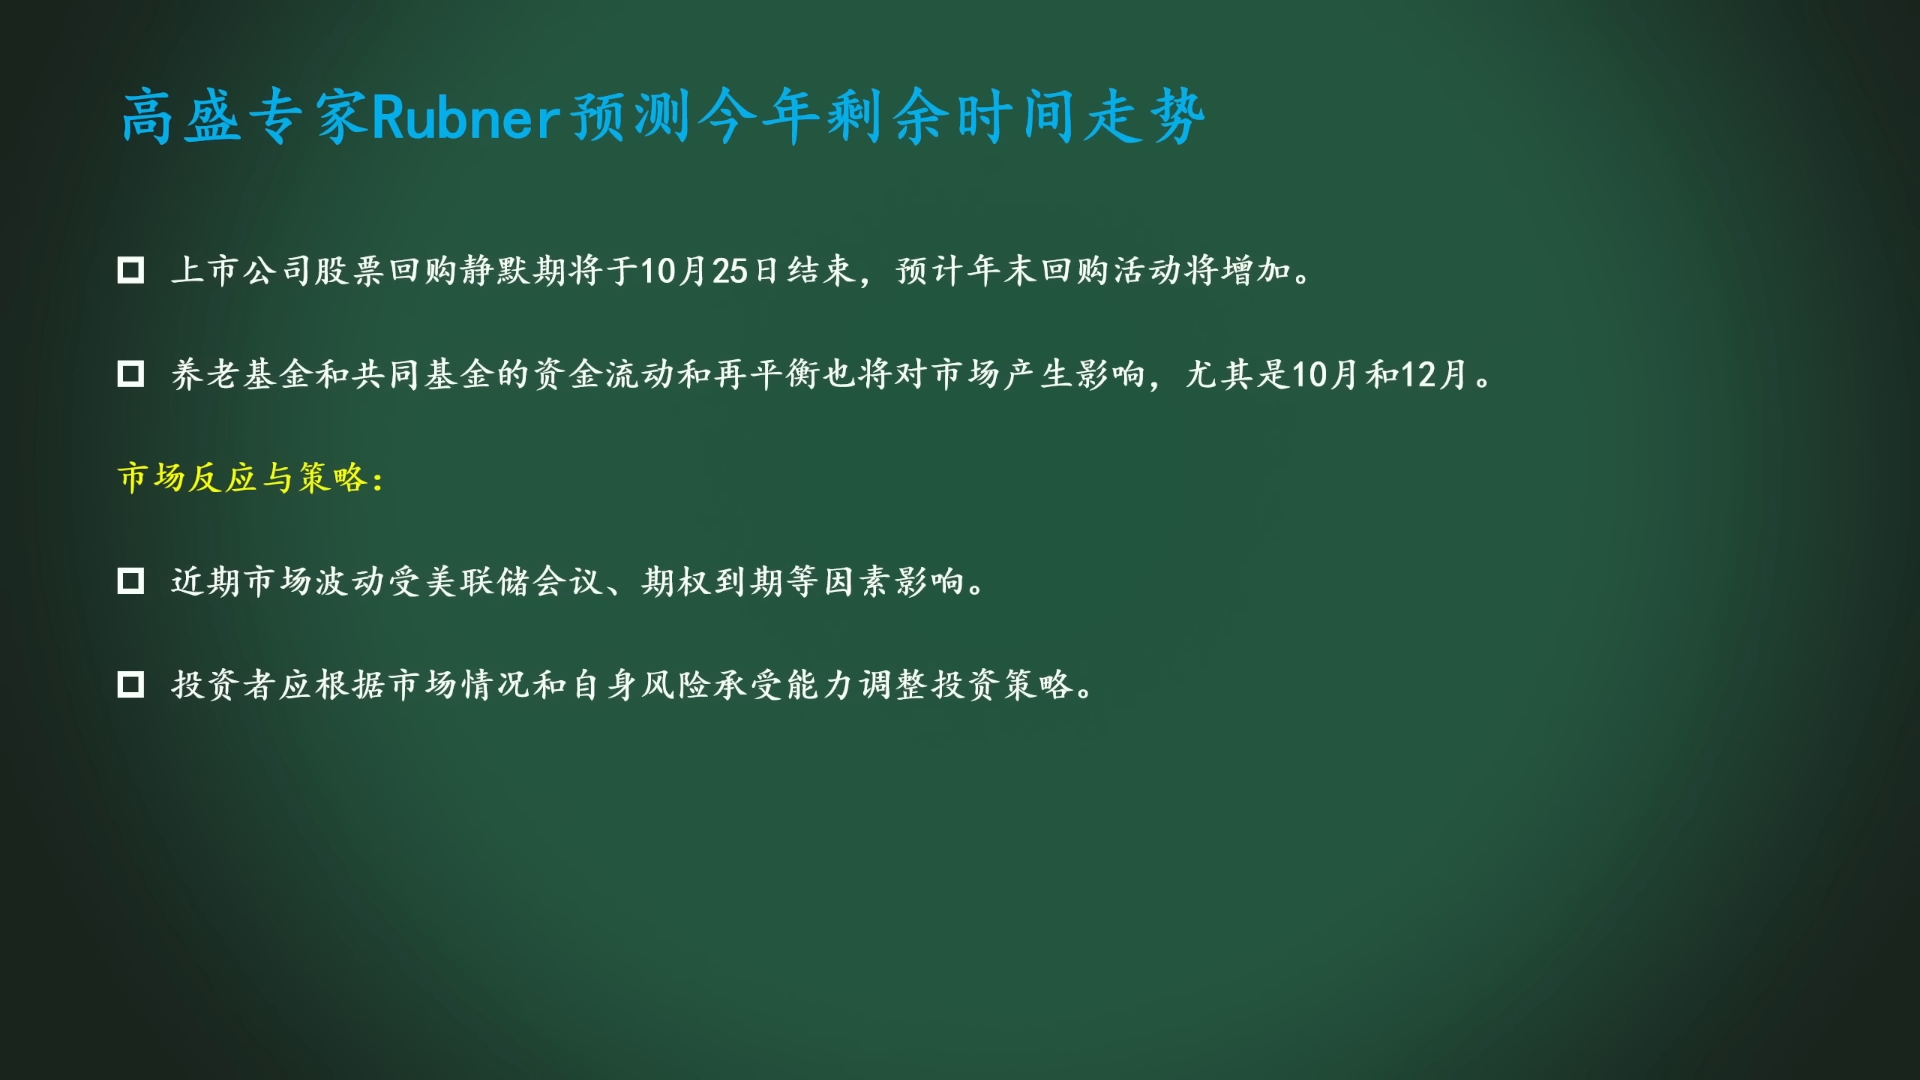 高盛专家Rubner预测今年剩余时间走势
上市公司股票回购静默期将于10月25日结束，预计年末回购活动将增加。
养老基金和共同基金的资金流动和再平衡也将对市场产生影响，尤其是10月和12月。
市场反应与策略：
近期市场波动受美联储会议、期权到期等因素影响。
投资者应根据市场情况和自身风险承受能力调整投资策略。